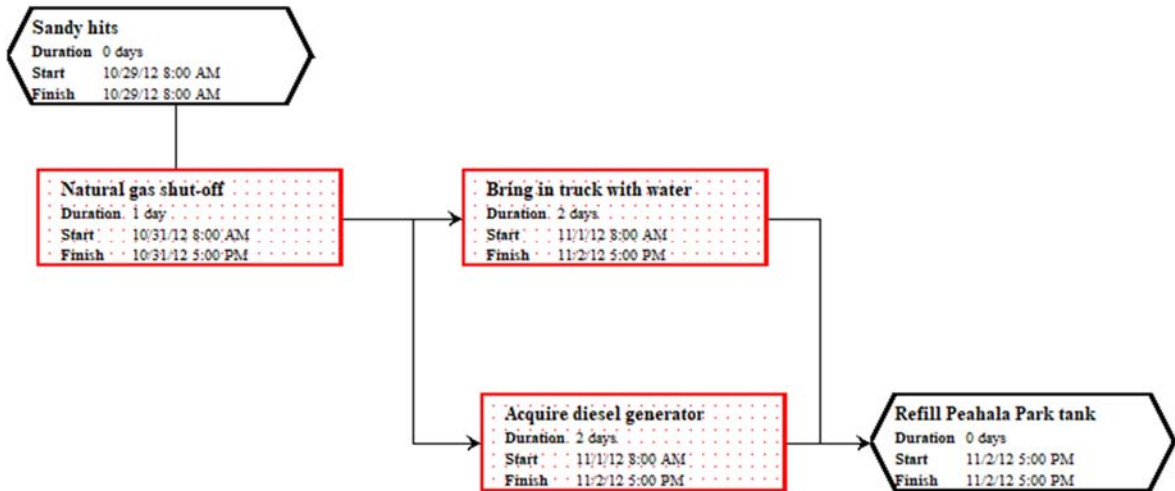 Sandy hits
Duration 0 days
Start 10/29/12 8:00 AM
Finish 10/29/12 8:00 AM
Natural gas shut-off
Duration 1 day
Start 10/31/12 8:00 AM
Finish 10/31/12 5:00 PM
Bring in truck with water
Duration 2 days
Start 11/1/12 8:00 AM
Finish 11/2/12 5:00 PM
Acquire diesel generator
Duration 2 days
Start 11/1/12 8:00 AM
Finish 11/2/12 5:00 PM
Refill Peahala Park tank
Duration 0 days
Start 11/2/12 5:00 PM
Finish 11/2/12 5:00 PM